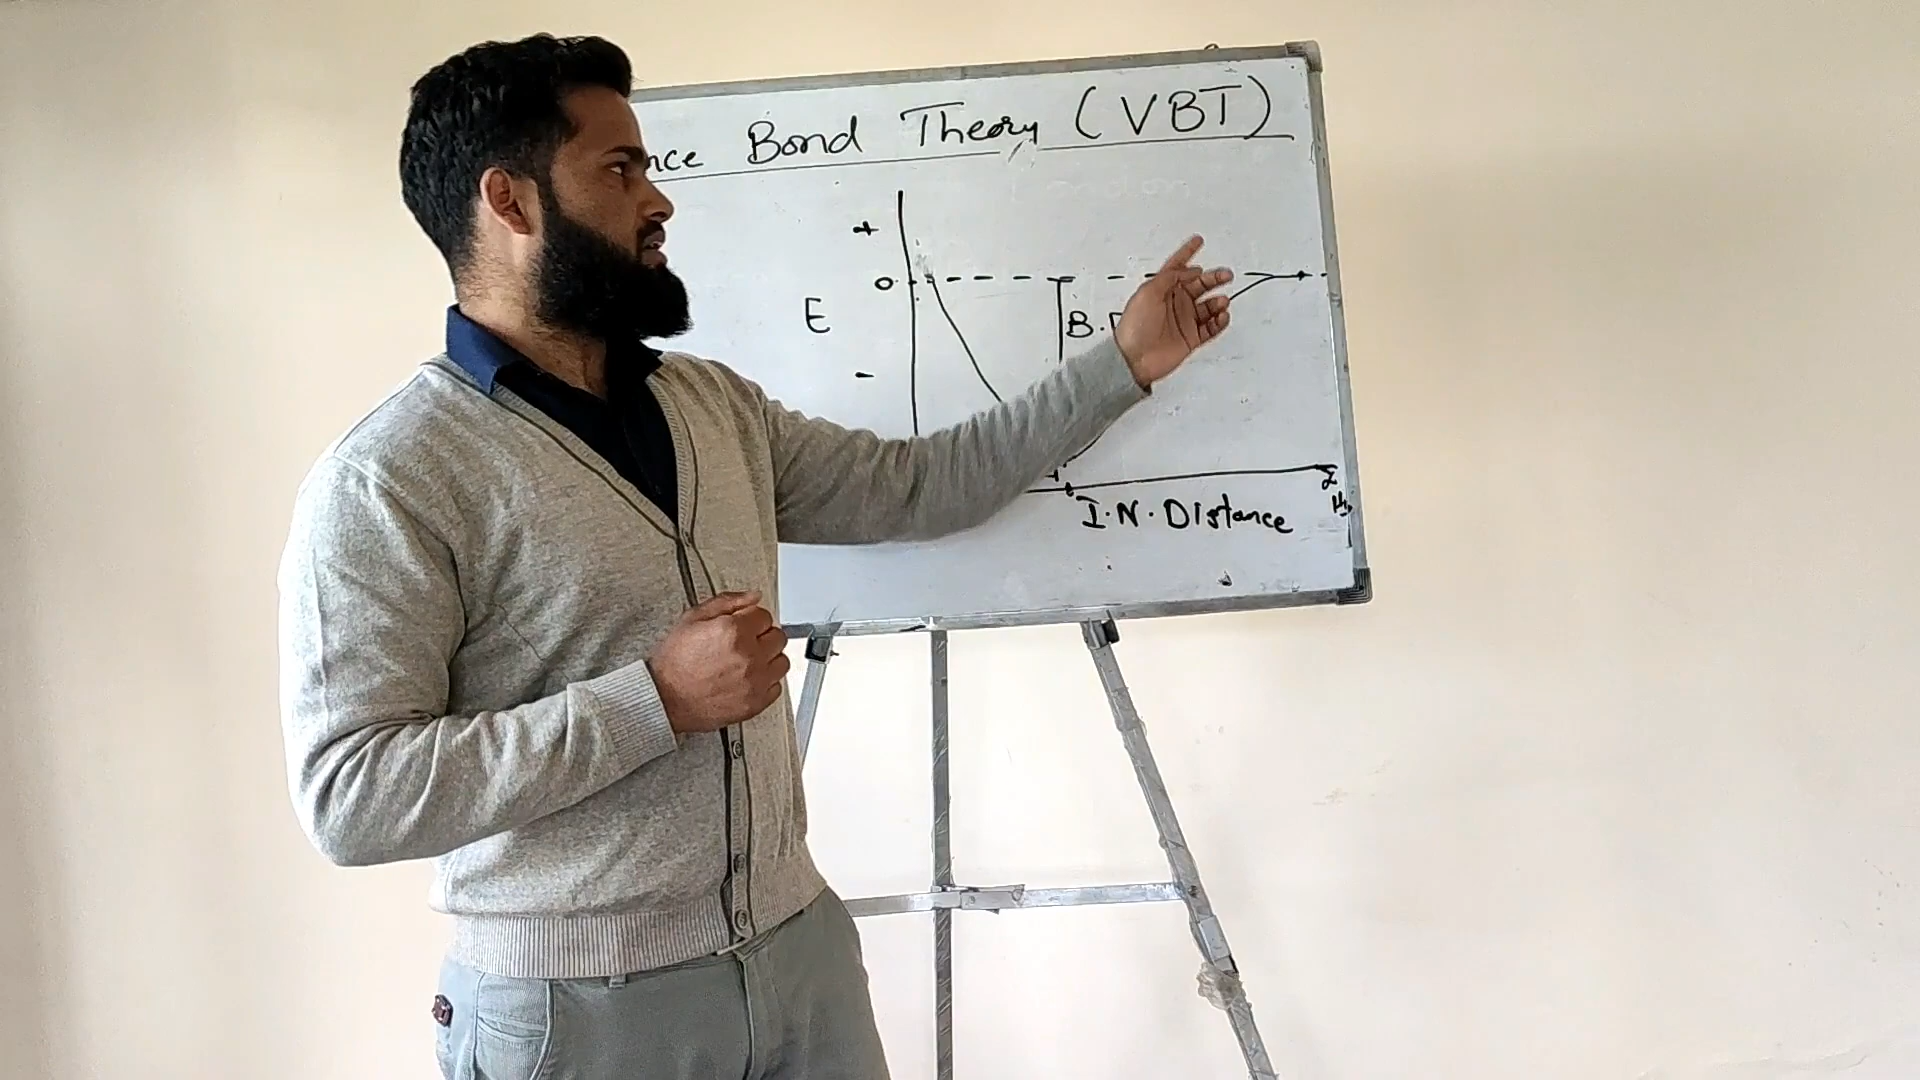 nce Bond Theory (VBT)
+
0
E
B.
-
I.N. Distance